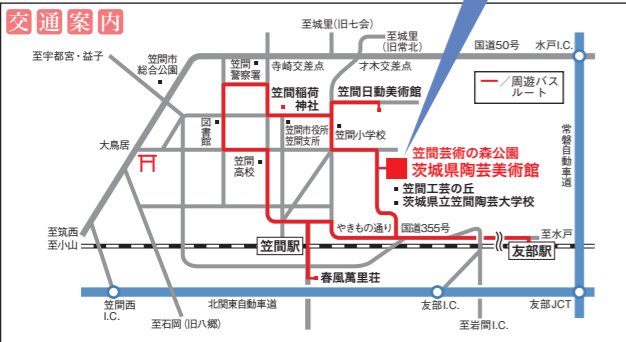 交通案内
至城里(旧七会)
至城里
(旧常北)
国道50号
水戸I.C.
至宇都宮・益子
笠間市
総合公園
笠間
警察署
寺崎交差点
才木交差点
周遊バス
ルート
笠間稲荷
神社
笠間日動美術館
図書館
笠間市役所
笠間支所
笠間小学校
大鳥居
笠間
高校
笠間芸術の森公園
茨城県陶芸美術館
笠間工芸の丘
茨城県立笠間陶芸大学校
常磐自動車道
至筑西
至小山
やきもの通り
国道355号
至水戸
笠間駅
友部駅
春風萬里荘
笠間西
I.C.
北関東自動車道
友部I.C.
友部JCT
至石岡(旧八郷)
至岩間I.C.